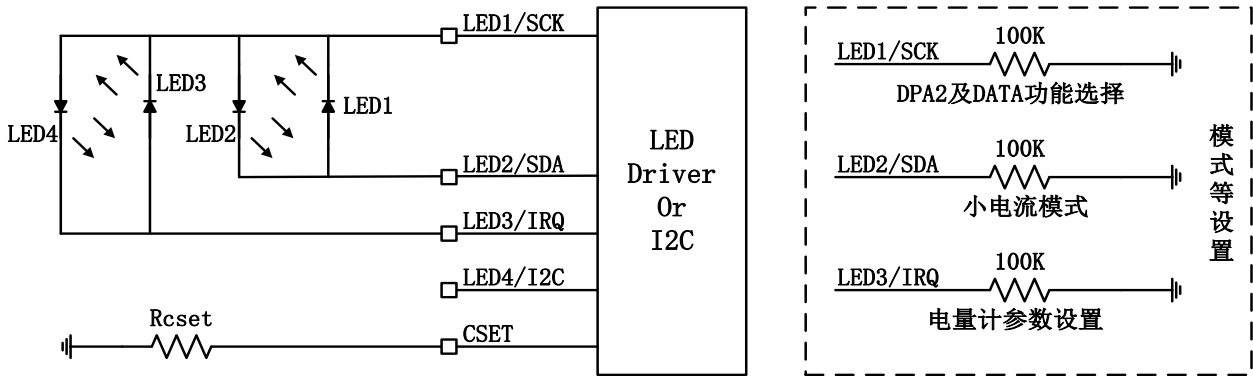 LED1/SCK
LED3
LED1
LED4
LED2
LED2/SDA
LED3/IRQ
LED4/I2C
Rcset
CSET
LED
Driver
Or
I2C
LED1/SCK
100K
DPA2及DATA功能选择
LED2/SDA
100K
小电流模式
LED3/IRQ
100K
电量计参数设置
模式等设置